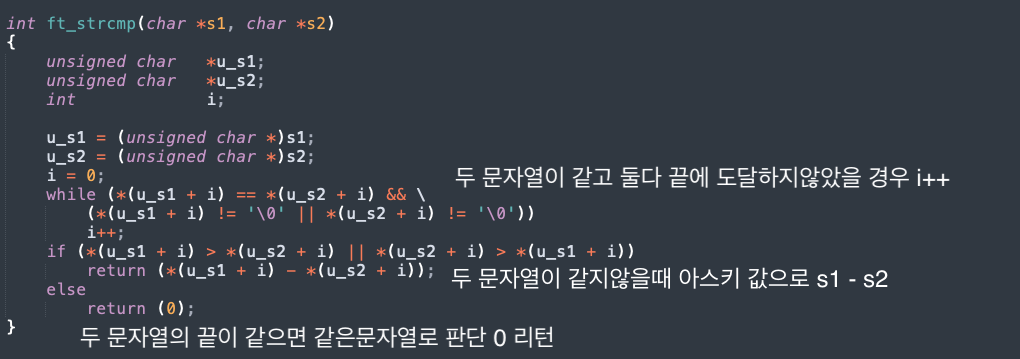 int ft_strcmp(char *s1, char *s2)
{
    unsigned char   *u_s1;
    unsigned char   *u_s2;
    int             i;

    u_s1 = (unsigned char *)s1;
    u_s2 = (unsigned char *)s2;
    i = 0;
두 문자열이 같고 둘다 끝에 도달하지않았을 경우 i++
    while (*(u_s1 + i) == *(u_s2 + i) && \
        (*(u_s1 + i) != '\0' || *(u_s2 + i) != '\0'))
        i++;
    if (*(u_s1 + i) > *(u_s2 + i) || *(u_s2 + i) > *(u_s1 + i))
        return (*(u_s1 + i) - *(u_s2 + i));
두 문자열이 같지않을때 아스키 값으로 s1 - s2
    else
        return (0);
}
두 문자열의 끝이 같으면 같은문자열로 판단 0 리턴